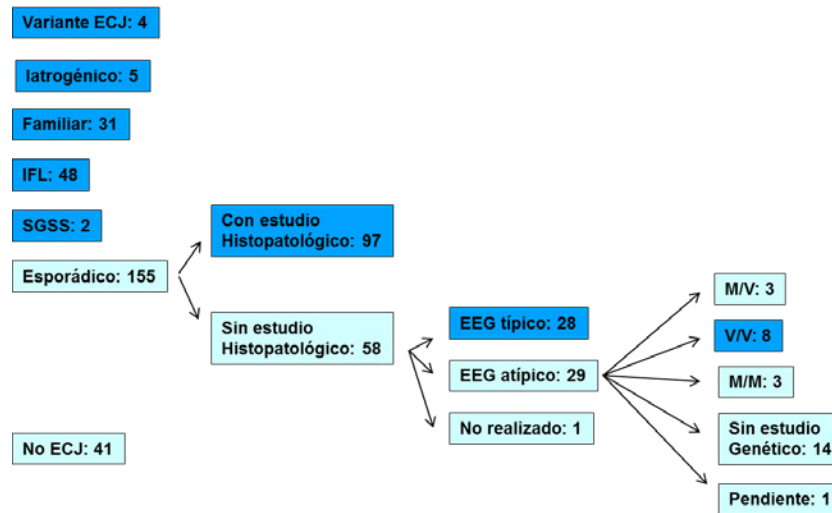 Variante ECJ: 4
Iatrogénico: 5
Familiar: 31
IFL: 48
SGSS: 2
Esporádico: 155
No ECJ: 41
Con estudio
Histopatológico: 97
Sin estudio
Histopatológico: 58
EEG típico: 28
EEG atípico: 29
No realizado: 1
M/V: 3
V/V: 8
M/M: 3
Sin estudio
Genético: 14
Pendiente: 1